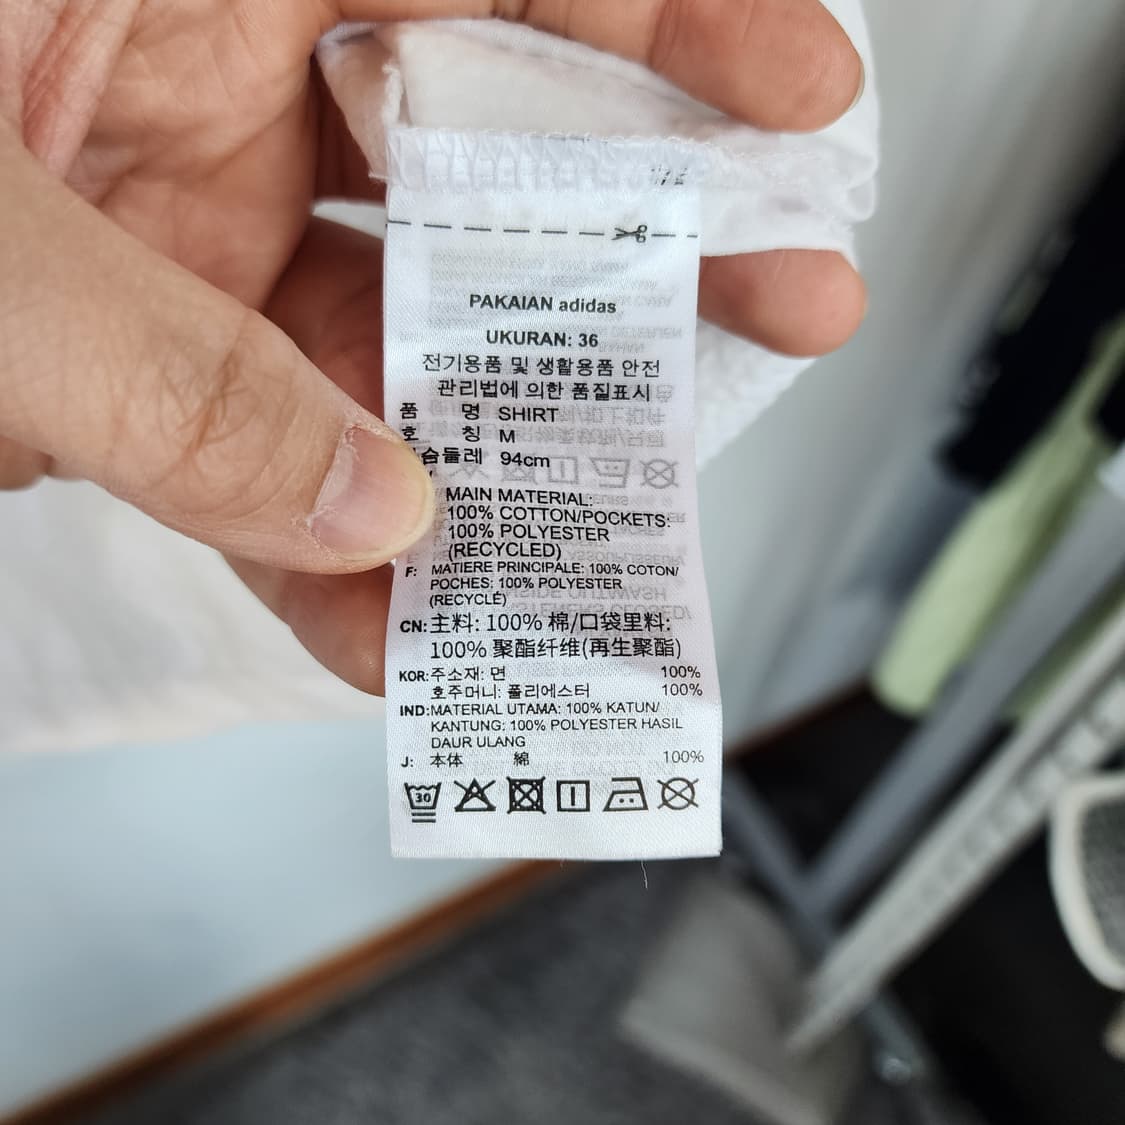 PAKAIAN adidas
UKURAN: 36
전기용품 및 생활용품 안전
관리법에 의한 품질표시
품 명 SHIRT
호 칭 M
슴둘레 94cm
MAIN MATERIAL:
100% COTTON/POCKETS:
100% POLYESTER
(RECYCLED)
F: MATIERE PRINCIPALE: 100% COTON/
POCHES: 100% POLYESTER
(RECYCLÉ)
CN: 主料: 100% 棉/口袋里料:
100% 聚酯纤维(再生聚酯)
KOR: 주소재: 면 100%
호주머니: 폴리에스터 100%
IND: MATERIAL UTAMA: 100% KATUN/
KANTUNG: 100% POLYESTER HASIL
DAUR ULANG
J: 本体 綿 100%
30